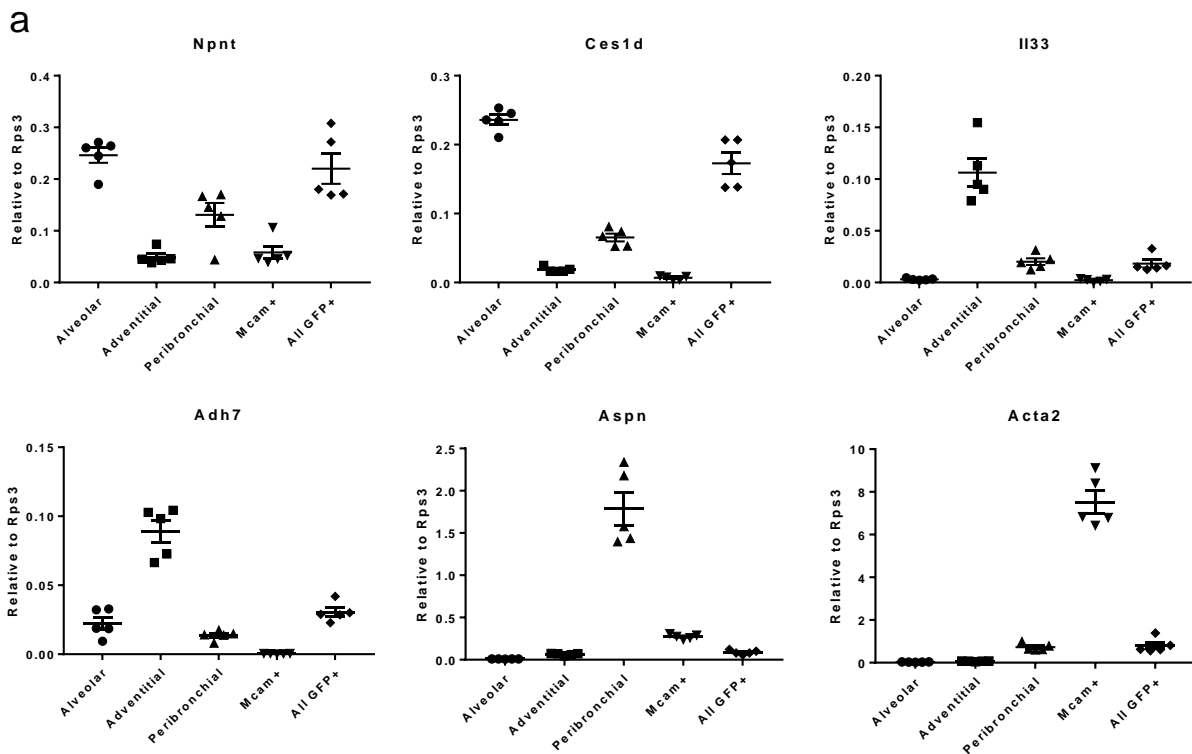 a
Npnt
Relative to Rps3
0.4
0.3
0.2
0.1
0.0
Alveolar
Adventitial
Peribronchial
Mcam+
All GFP+
Ces1d
Relative to Rps3
0.3
0.2
0.1
0.0
Alveolar
Adventitial
Peribronchial
Mcam+
All GFP+
Il33
Relative to Rps3
0.20
0.15
0.10
0.05
0.00
Alveolar
Adventitial
Peribronchial
Mcam+
All GFP+
Adh7
Relative to Rps3
0.15
0.10
0.05
0.00
Alveolar
Adventitial
Peribronchial
Mcam+
All GFP+
Aspn
Relative to Rps3
2.5
2.0
1.5
1.0
0.5
0.0
Alveolar
Adventitial
Peribronchial
Mcam+
All GFP+
Acta2
Relative to Rps3
10
8
6
4
2
0
Alveolar
Adventitial
Peribronchial
Mcam+
All GFP+